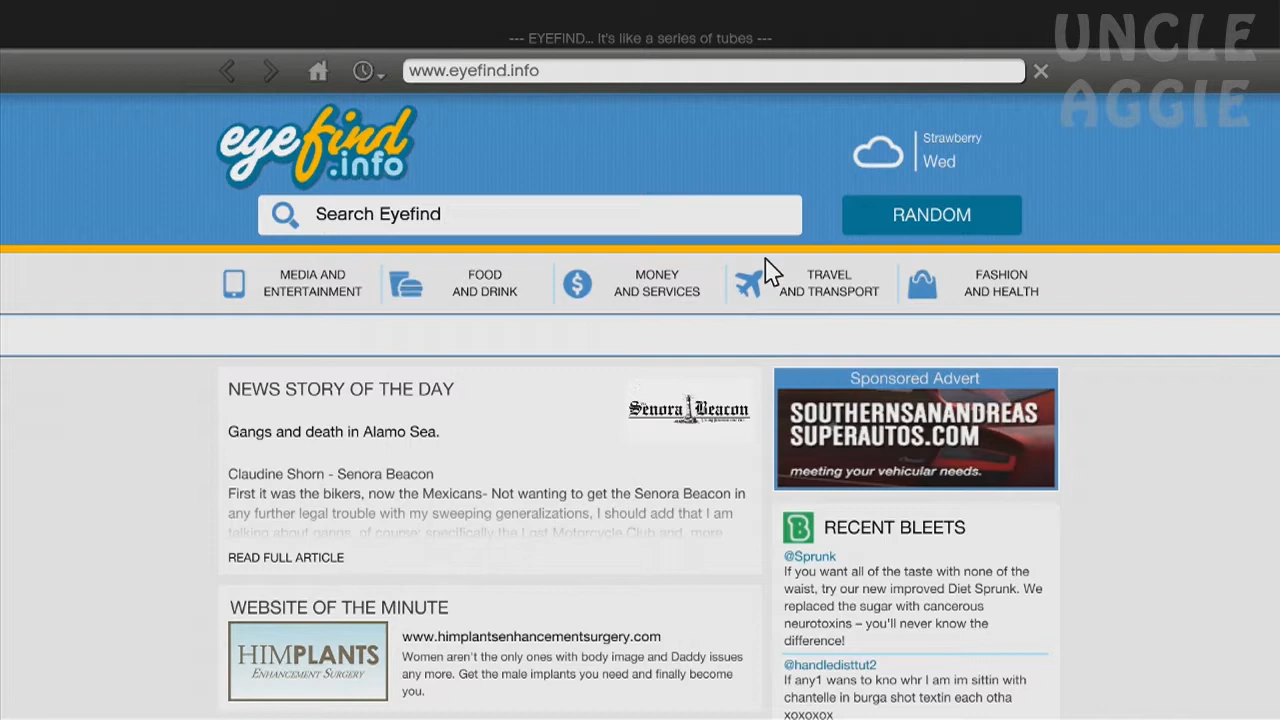 --- EYEFIND... It's like a series of tubes ---
UNCLE
AGGIE
www.eyefind.info
eyefind
.info
Strawberry
Wed
Search Eyefind
RANDOM
MEDIA AND
ENTERTAINMENT
FOOD
AND DRINK
MONEY
AND SERVICES
TRAVEL
AND TRANSPORT
FASHION
AND HEALTH
NEWS STORY OF THE DAY
Senora Beacon
Gangs and death in Alamo Sea.
Claudine Shorn - Senora Beacon
First it was the bikers, now the Mexicans- Not wanting to get the Senora Beacon in
any further legal trouble with my sweeping generalizations, I should add that I am
talking about gangs, of course: specifically the Lost Motorcycle Club and, more
READ FULL ARTICLE
WEBSITE OF THE MINUTE
HIMPLANTS
ENHANCEMENT SURGERY
www.himplantsenhancementsurgery.com
Women aren't the only ones with body image and Daddy issues
any more. Get the male implants you need and finally become
you.
Sponsored Advert
SOUTHERNSANANDREAS
SUPERAUTOS.COM
meeting your vehicular needs.
B
RECENT BLEETS
@Sprunk
If you want all of the taste with none of the
waist, try our new improved Diet Sprunk. We
replaced the sugar with cancerous
neurotoxins – you'll never know the
difference!
@handledisttut2
If any1 wants to kno whr I am im sittin with
chantelle in burga shot textin each otha
xoxoxoxo